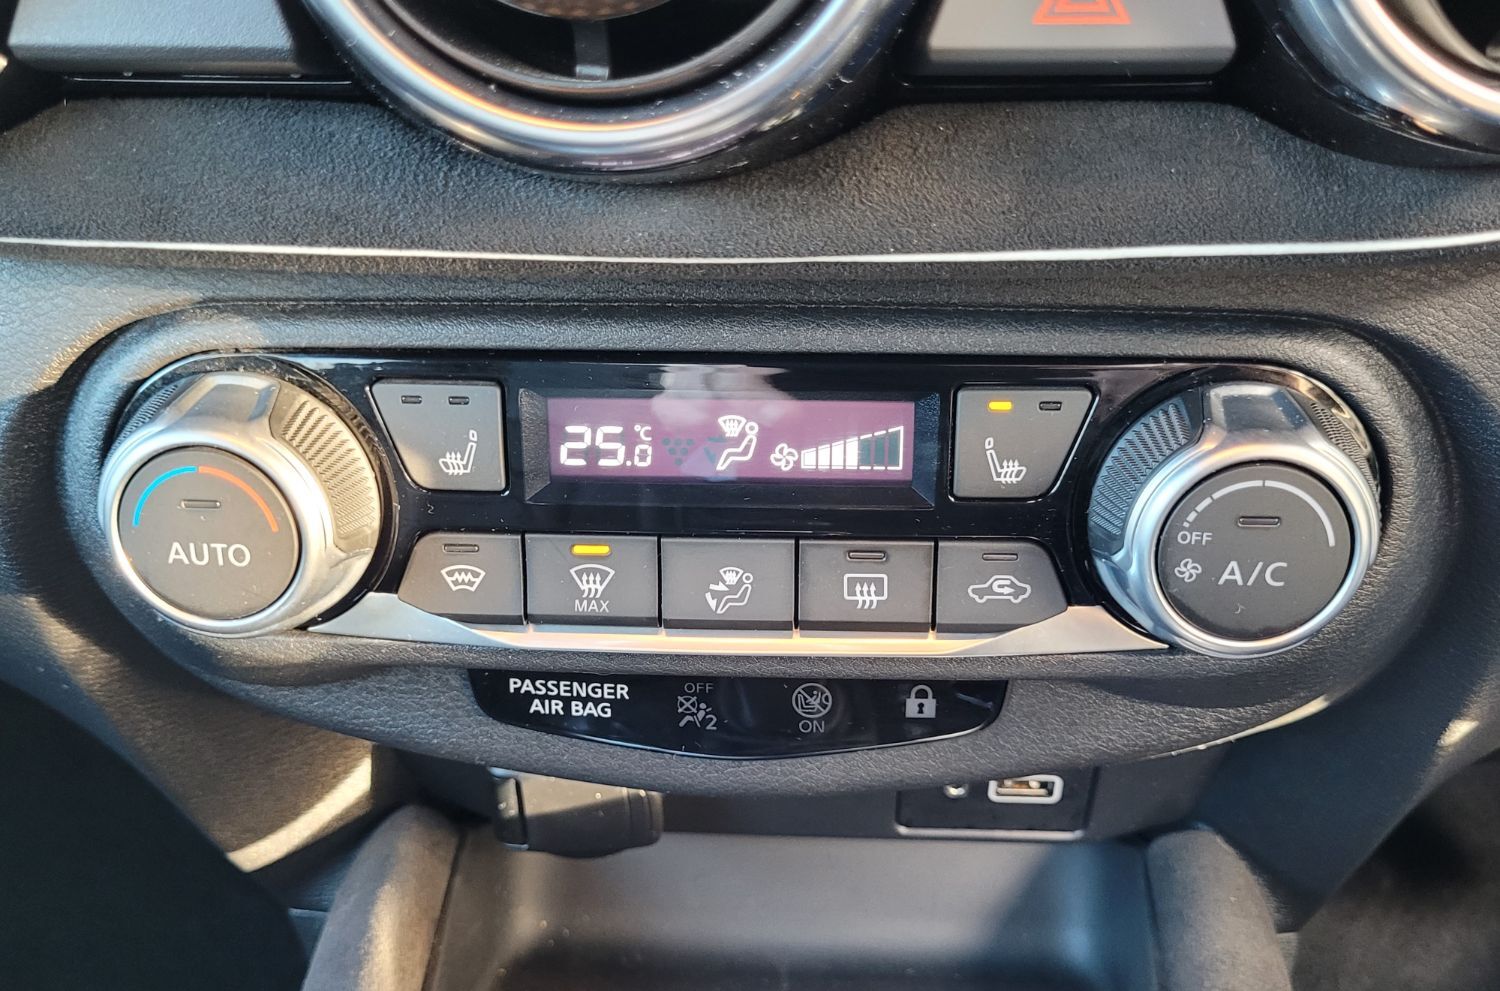 25.0 °C
AUTO
MAX
OFF
A/C
PASSENGER
AIR BAG
OFF
2
ON